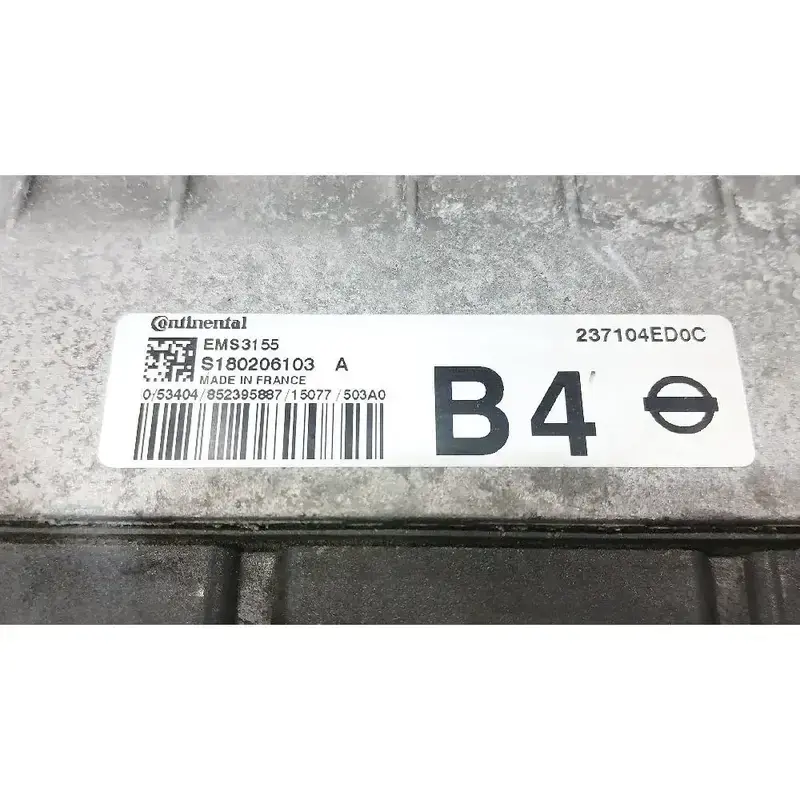 Continental
EMS3155
237104ED0C
S180206103 A
MADE IN FRANCE
0/53404/852395887/15077/503A0
B4